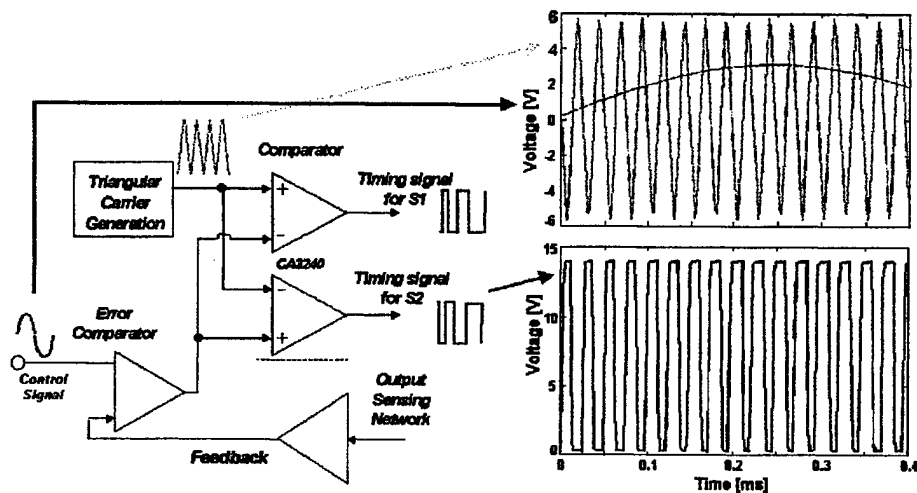 Triangular
Carrier
Generation
Comparator
Timing signal
for S1
CA3240
Timing signal
for S2
Error
Comparator
Control
Signal
Output
Sensing
Network
Feedback
+
−
−
+
Voltage [V]
6
4
2
0
-2
-4
-6
Voltage [V]
15
10
5
0
0
0.1
0.2
0.3
0.4
Time [ms]